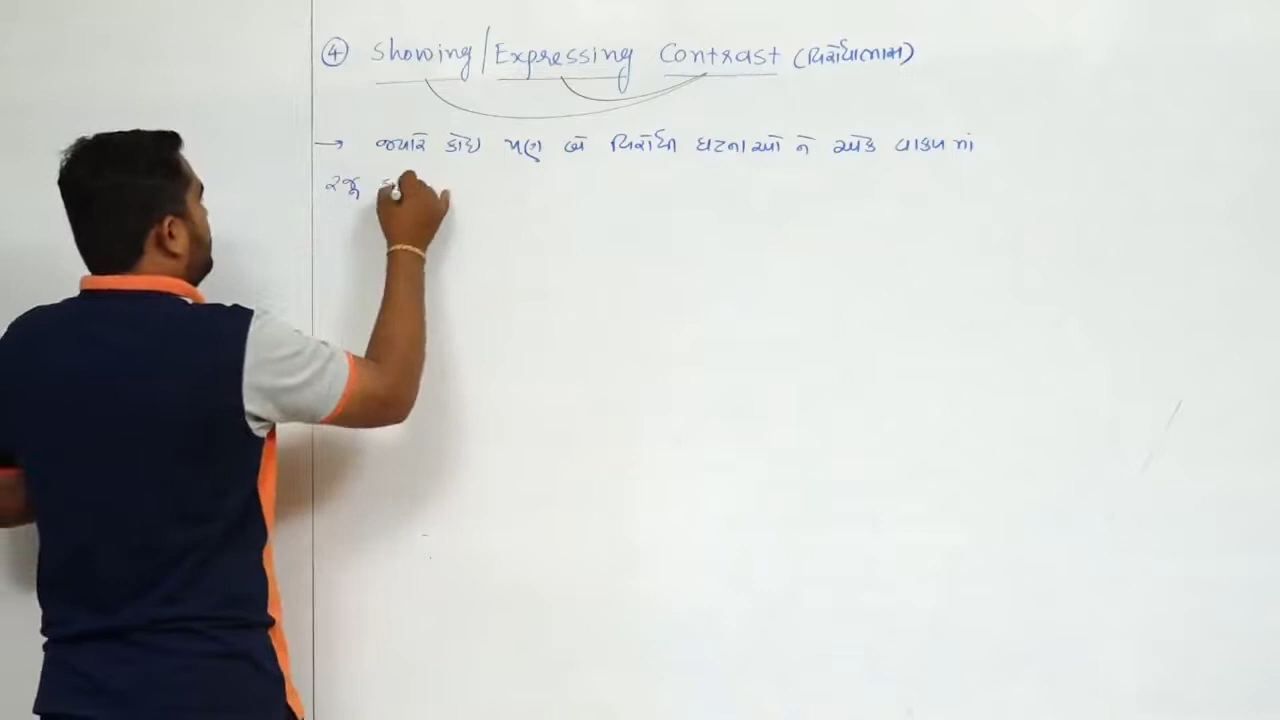 ④ Showing/Expressing Contrast (વિરોધાભાસ)
→ જ્યારે કોઇ પણ બે વિરોધી ઘટનાઓ ને એક વાક્ય માં
રજૂ